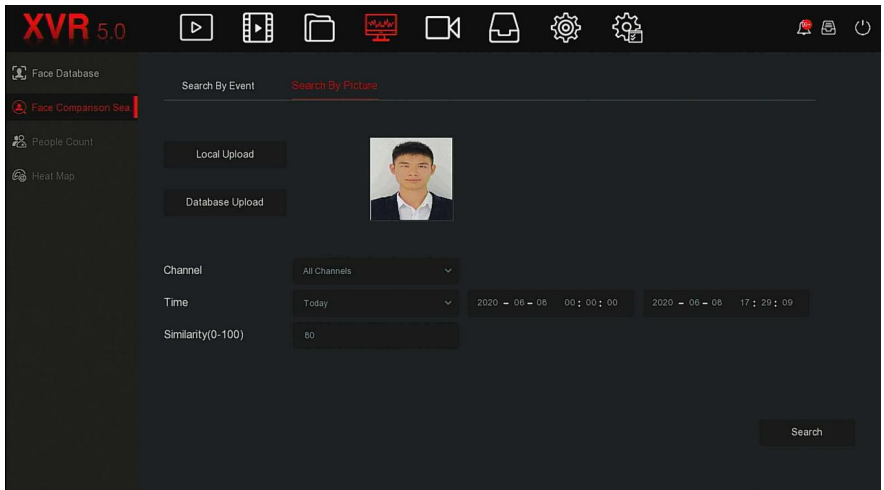 XVR 5.0
Face Database
Search By Event
Search By Picture
Face Comparison Sea.
People Count
Local Upload
Heat Map
Database Upload
Channel
All Channels
Time
Today
2020 - 06 - 08 00 : 00 : 00
2020 - 06 - 08 17 : 29 : 09
Similarity(0-100)
80
Search